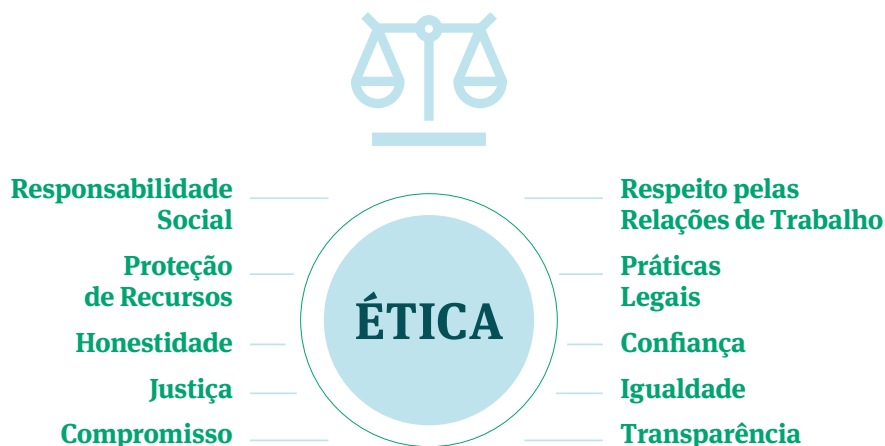 Responsabilidade
Social
Proteção
de Recursos
Honestidade
Justiça
Compromisso
ÉTICA
Respeito pelas
Relações de Trabalho
Práticas
Legais
Confiança
Igualdade
Transparência